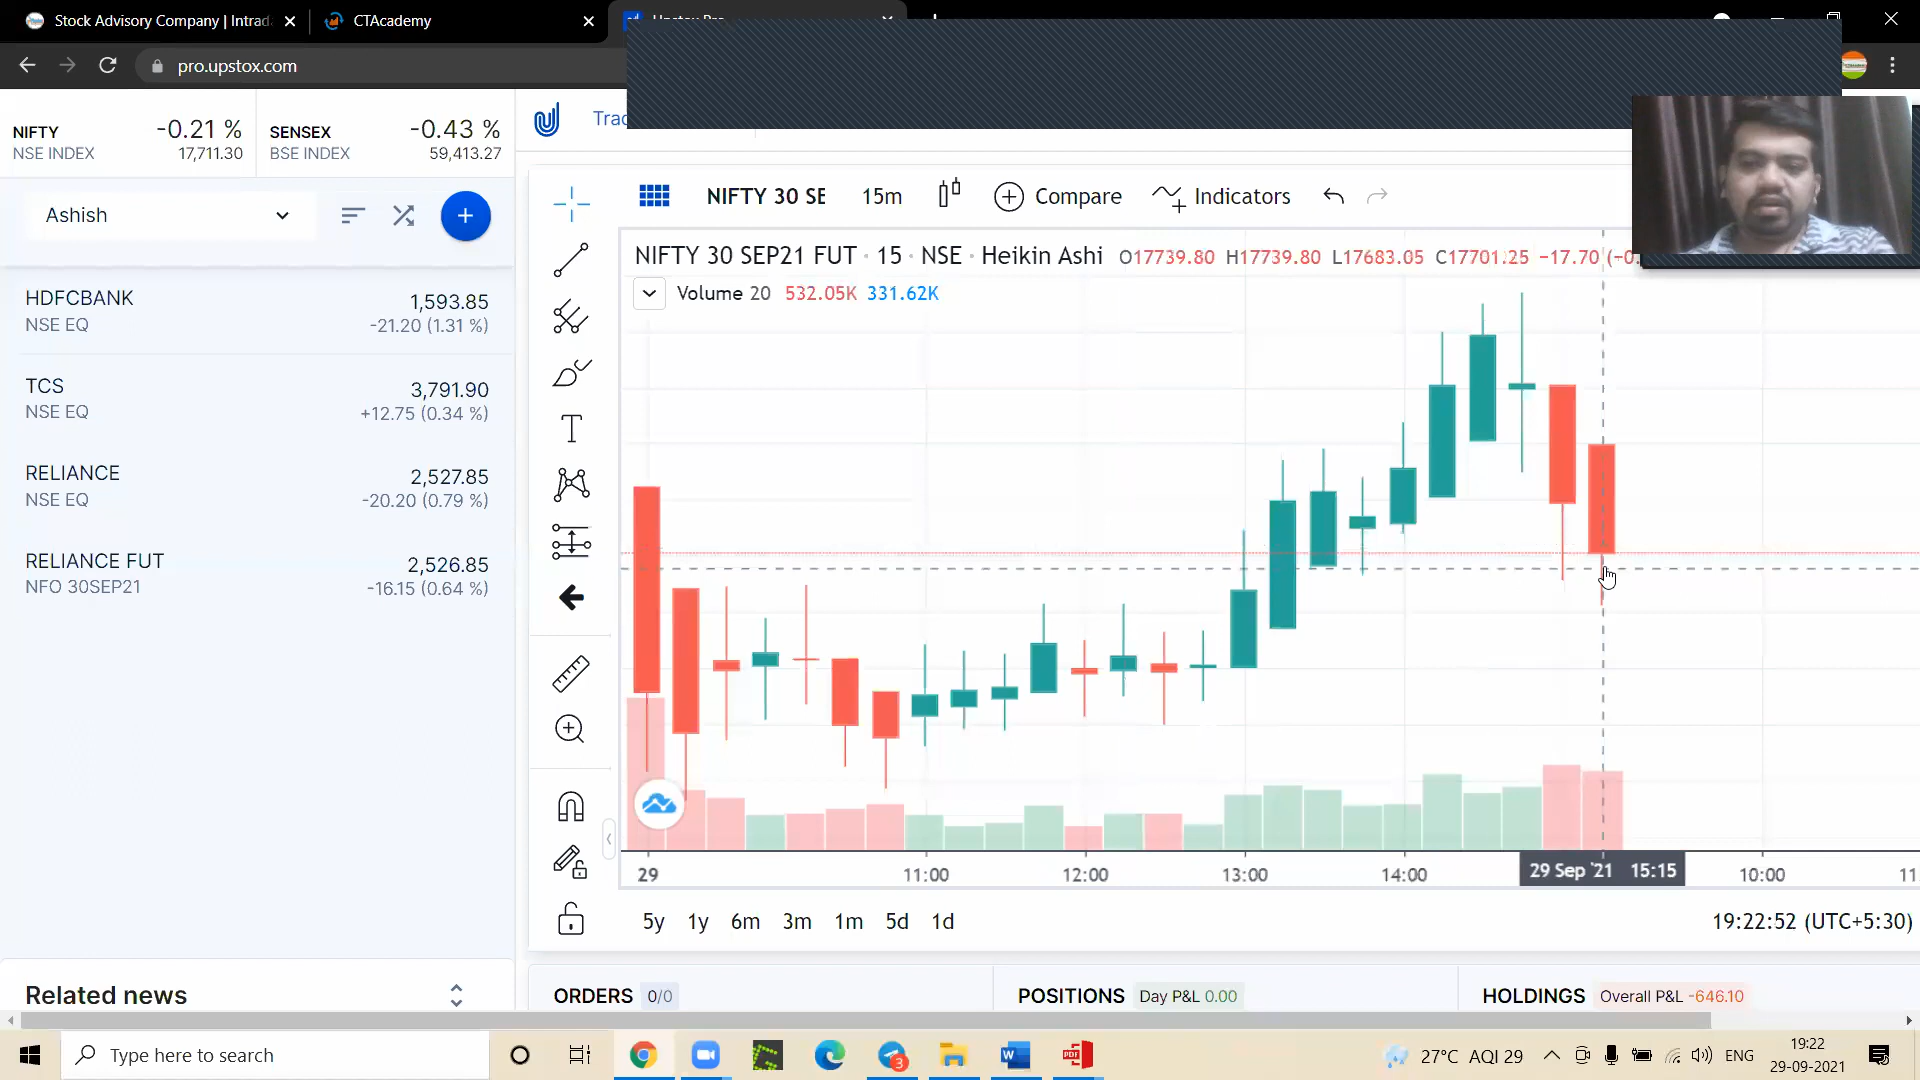 Stock Advisory Company | Intrad
CTAcademy
pro.upstox.com
NIFTY -0.21 %
NSE INDEX 17,711.30
SENSEX -0.43 %
BSE INDEX 59,413.27
Ashish
HDFCBANK 1,593.85
NSE EQ -21.20 (1.31 %)
TCS 3,791.90
NSE EQ +12.75 (0.34 %)
RELIANCE 2,527.85
NSE EQ -20.20 (0.79 %)
RELIANCE FUT 2,526.85
NFO 30SEP21 -16.15 (0.64 %)
Related news
NIFTY 30 SE 15m Compare Indicators
NIFTY 30 SEP21 FUT · 15 · NSE · Heikin Ashi O17739.80 H17739.80 L17683.05 C17701.25 −17.70
Volume 20 532.05K 331.62K
29 11:00 12:00 13:00 14:00 29 Sep '21 15:15 10:00
5y 1y 6m 3m 1m 5d 1d 19:22:52 (UTC+5:30)
ORDERS 0/0 POSITIONS Day P&L 0.00 HOLDINGS Overall P&L -646.10
Type here to search
3
PDF
27°C AQI 29
ENG
19:22
29-09-2021